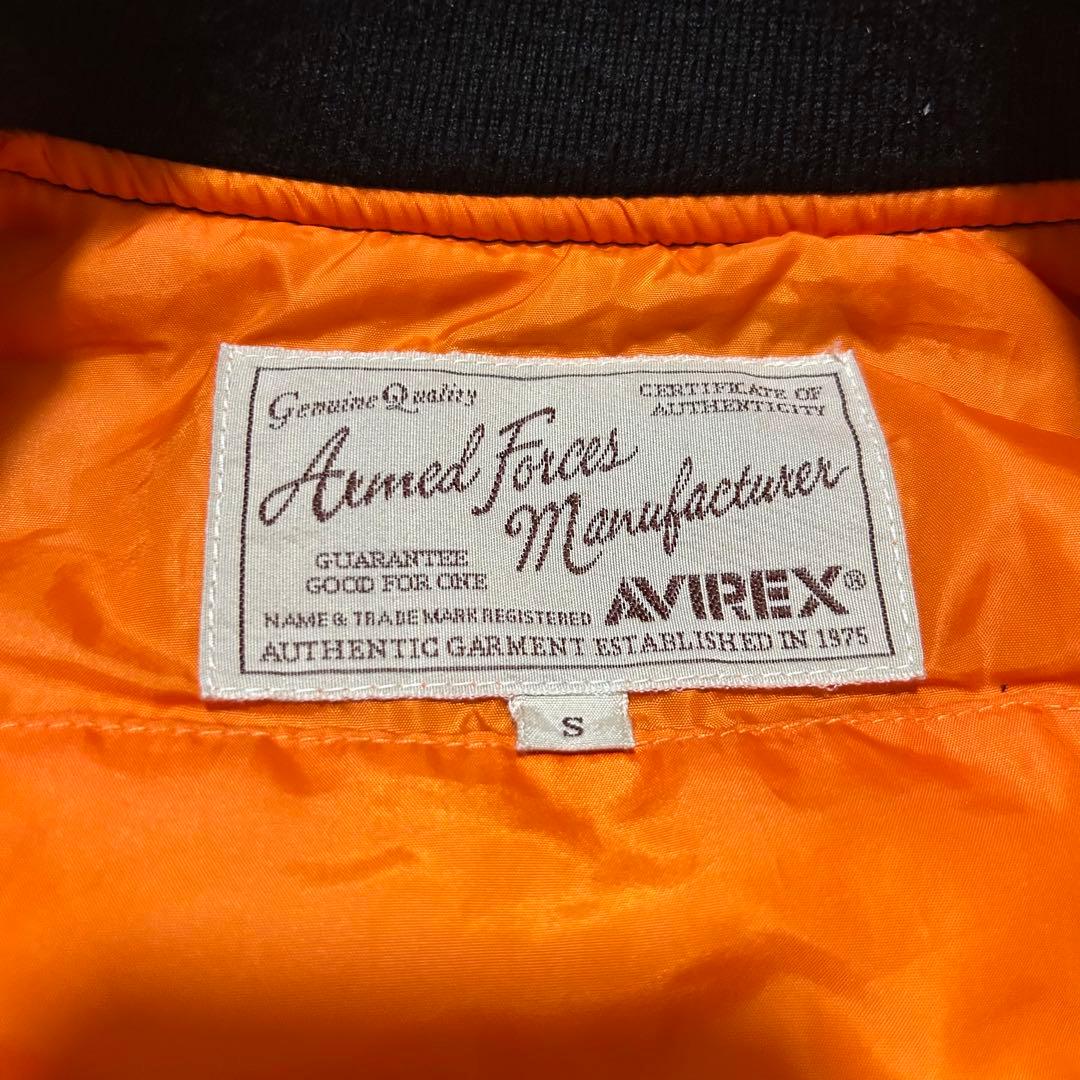 Genuine Quality
CERTIFICATE OF
AUTHENTICITY
Armed Forces
Manufacturer
GUARANTEE
GOOD FOR ONE
AVIREX®
NAME & TRADE MARK REGISTERED
AUTHENTIC GARMENT ESTABLISHED IN 1975
S